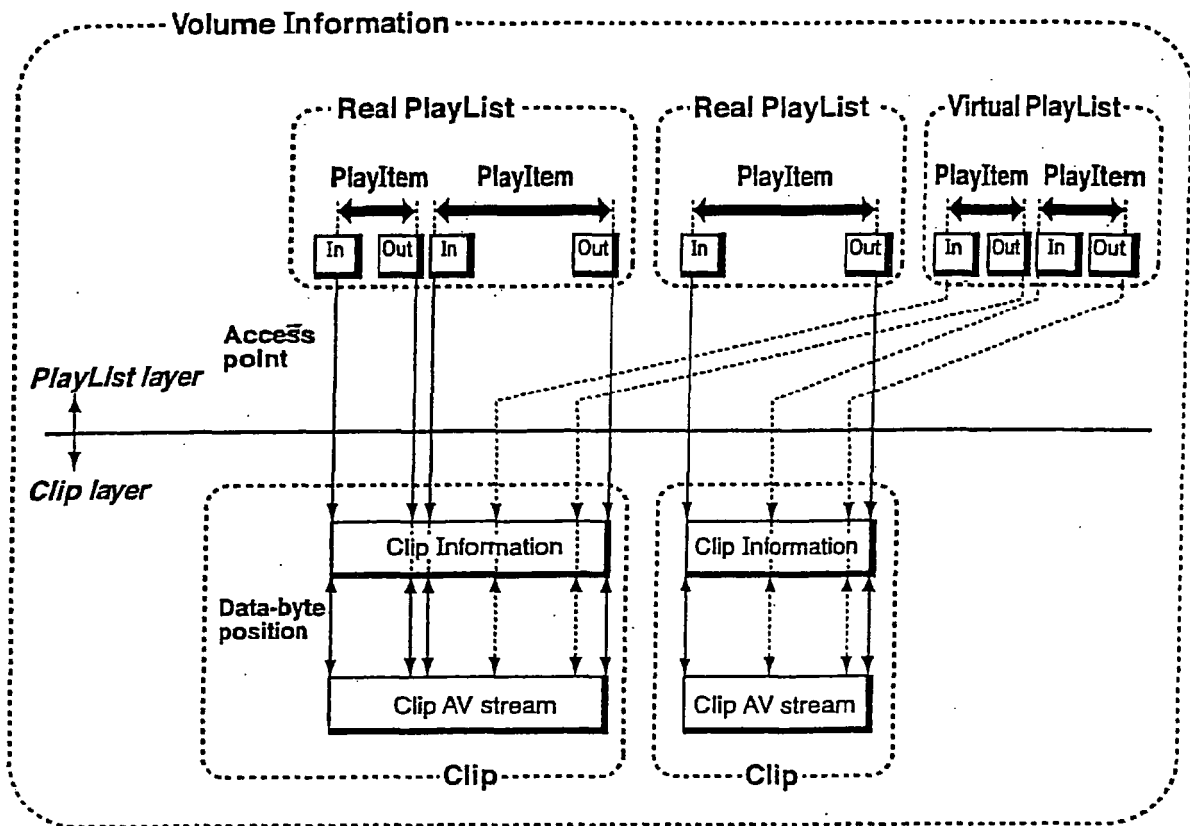 Volume Information
Real PlayList
Real PlayList
Virtual PlayList
PlayItem
PlayItem
PlayItem
PlayItem
PlayItem
In
Out
In
Out
In
Out
In
Out
In
Out
Access
point
PlayList layer
Clip layer
Clip Information
Clip Information
Data-byte
position
Clip AV stream
Clip AV stream
Clip
Clip